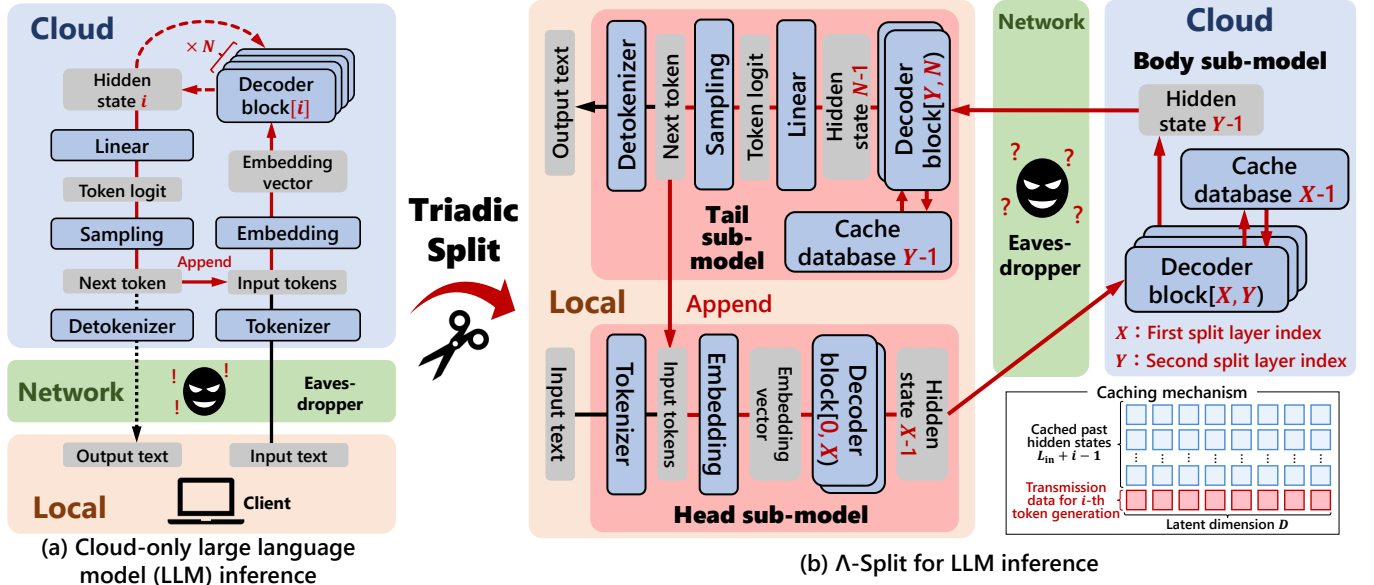 Cloud
× N
Hidden
state i
Decoder
block[i]
Linear
Embedding
vector
Token logit
Sampling
Embedding
Append
Next token
Input tokens
Detokenizer
Tokenizer
Network
!
!
!
Eaves-
dropper
Output text
Input text
Local
Client
(a) Cloud-only large language
model (LLM) inference
Triadic
Split
Output text
Detokenizer
Next token
Sampling
Token logit
Linear
Hidden
state N-1
Decoder
block[Y, N)
Tail
sub-
model
Cache
database Y-1
Local
Append
Input text
Tokenizer
Input tokens
Embedding
Embedding
vector
Decoder
block[0, X)
Hidden
state X-1
Head sub-model
Network
?
?
?
?
Eaves-
dropper
Cloud
Body sub-model
Hidden
state Y-1
Cache
database X-1
Decoder
block[X, Y)
X : First split layer index
Y : Second split layer index
Caching mechanism
Cached past
hidden states
L_in + i - 1
Transmission
data for i-th
token generation
Latent dimension D
(b) Λ-Split for LLM inference